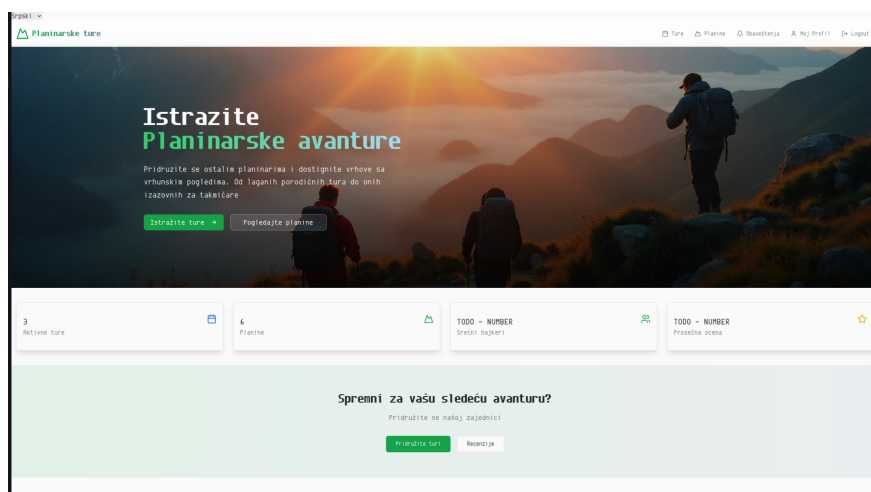 Srpski
Planinarske ture
Ture Planine Obaveštenja Moj Profil Logout
Istrazite
Planinarske avanture
Pridruzite se ostalim planinarima i dostignite vrhove sa
vrhunskim pogledima. Od laganih porodičnih tura do onih
izazovnih za takmičare
Istražite ture → Pogledajte planine
3
Aktivne ture
6
Planine
TODO - NUMBER
Srećni hajkeri
TODO - NUMBER
Prosečna ocena
Spremni za vašu sledeću avanturu?
Pridružite se našoj zajednici
Pridružite turi Recenzije